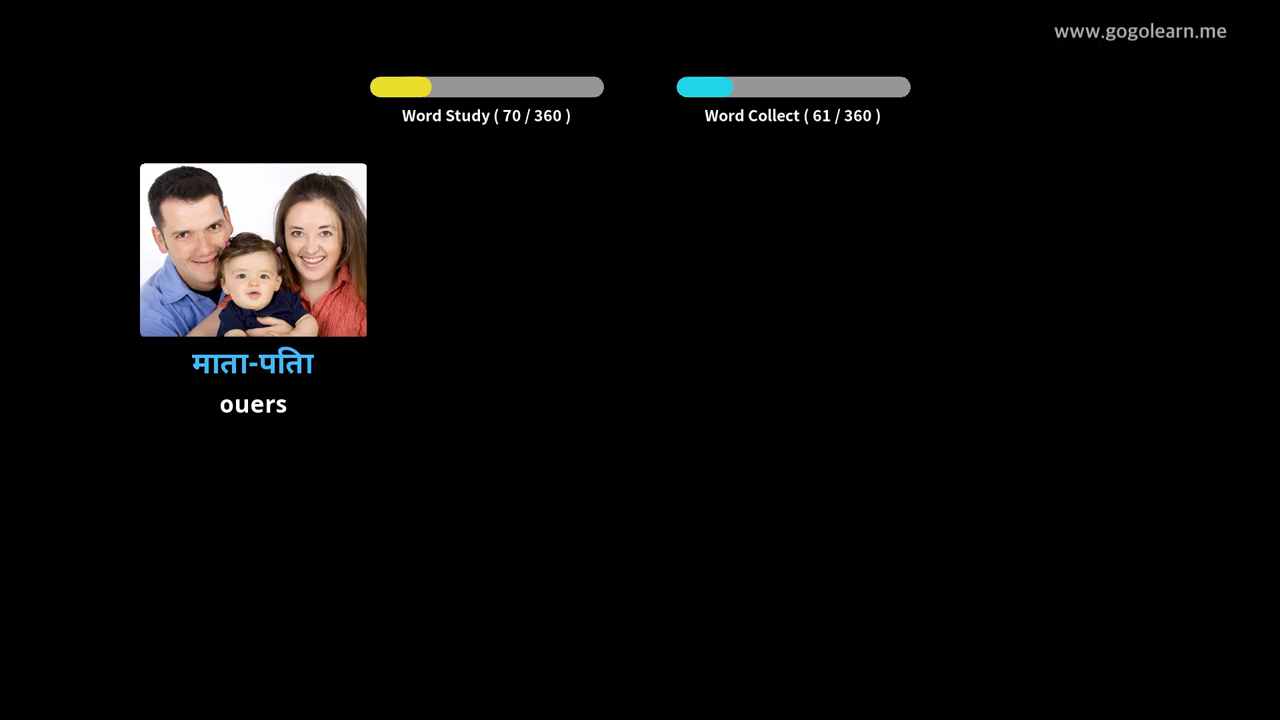 www.gogolearn.me
Word Study ( 70 / 360 )
Word Collect ( 61 / 360 )
माता-पिता
ouers